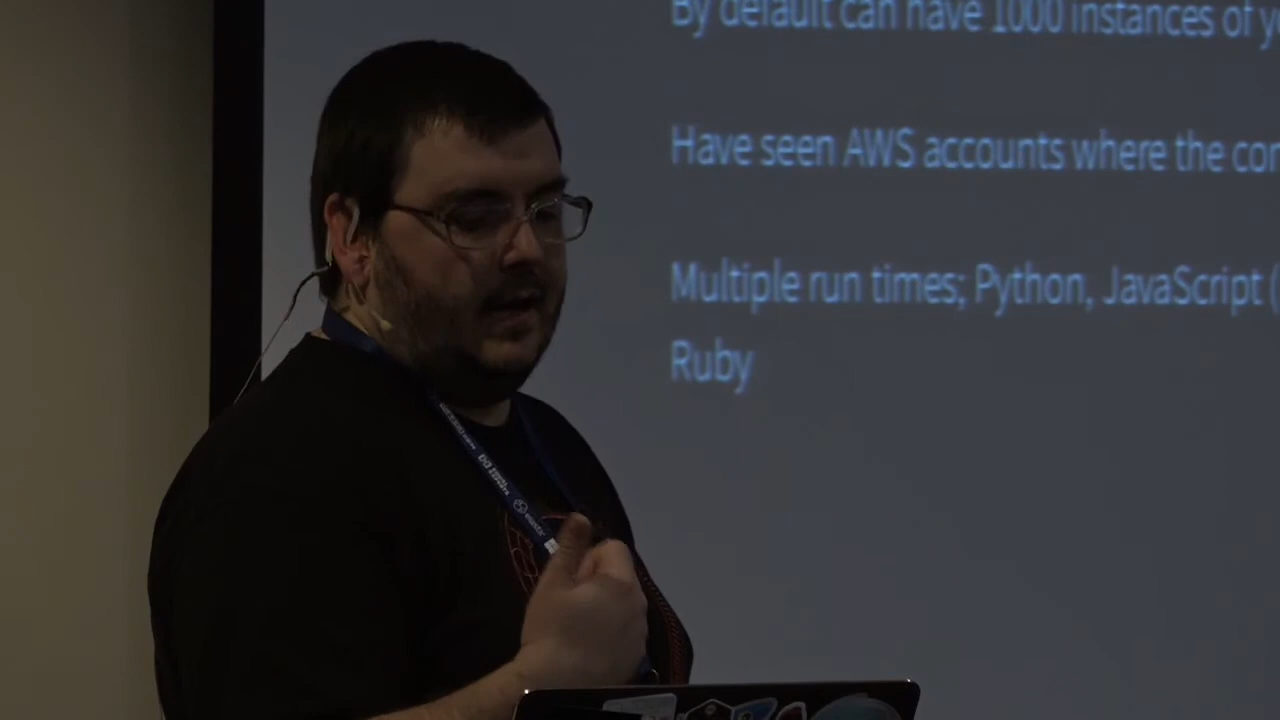 By default can have 1000 instances of
Have seen AWS accounts where the
Multiple run times; Python, JavaScript (
Ruby